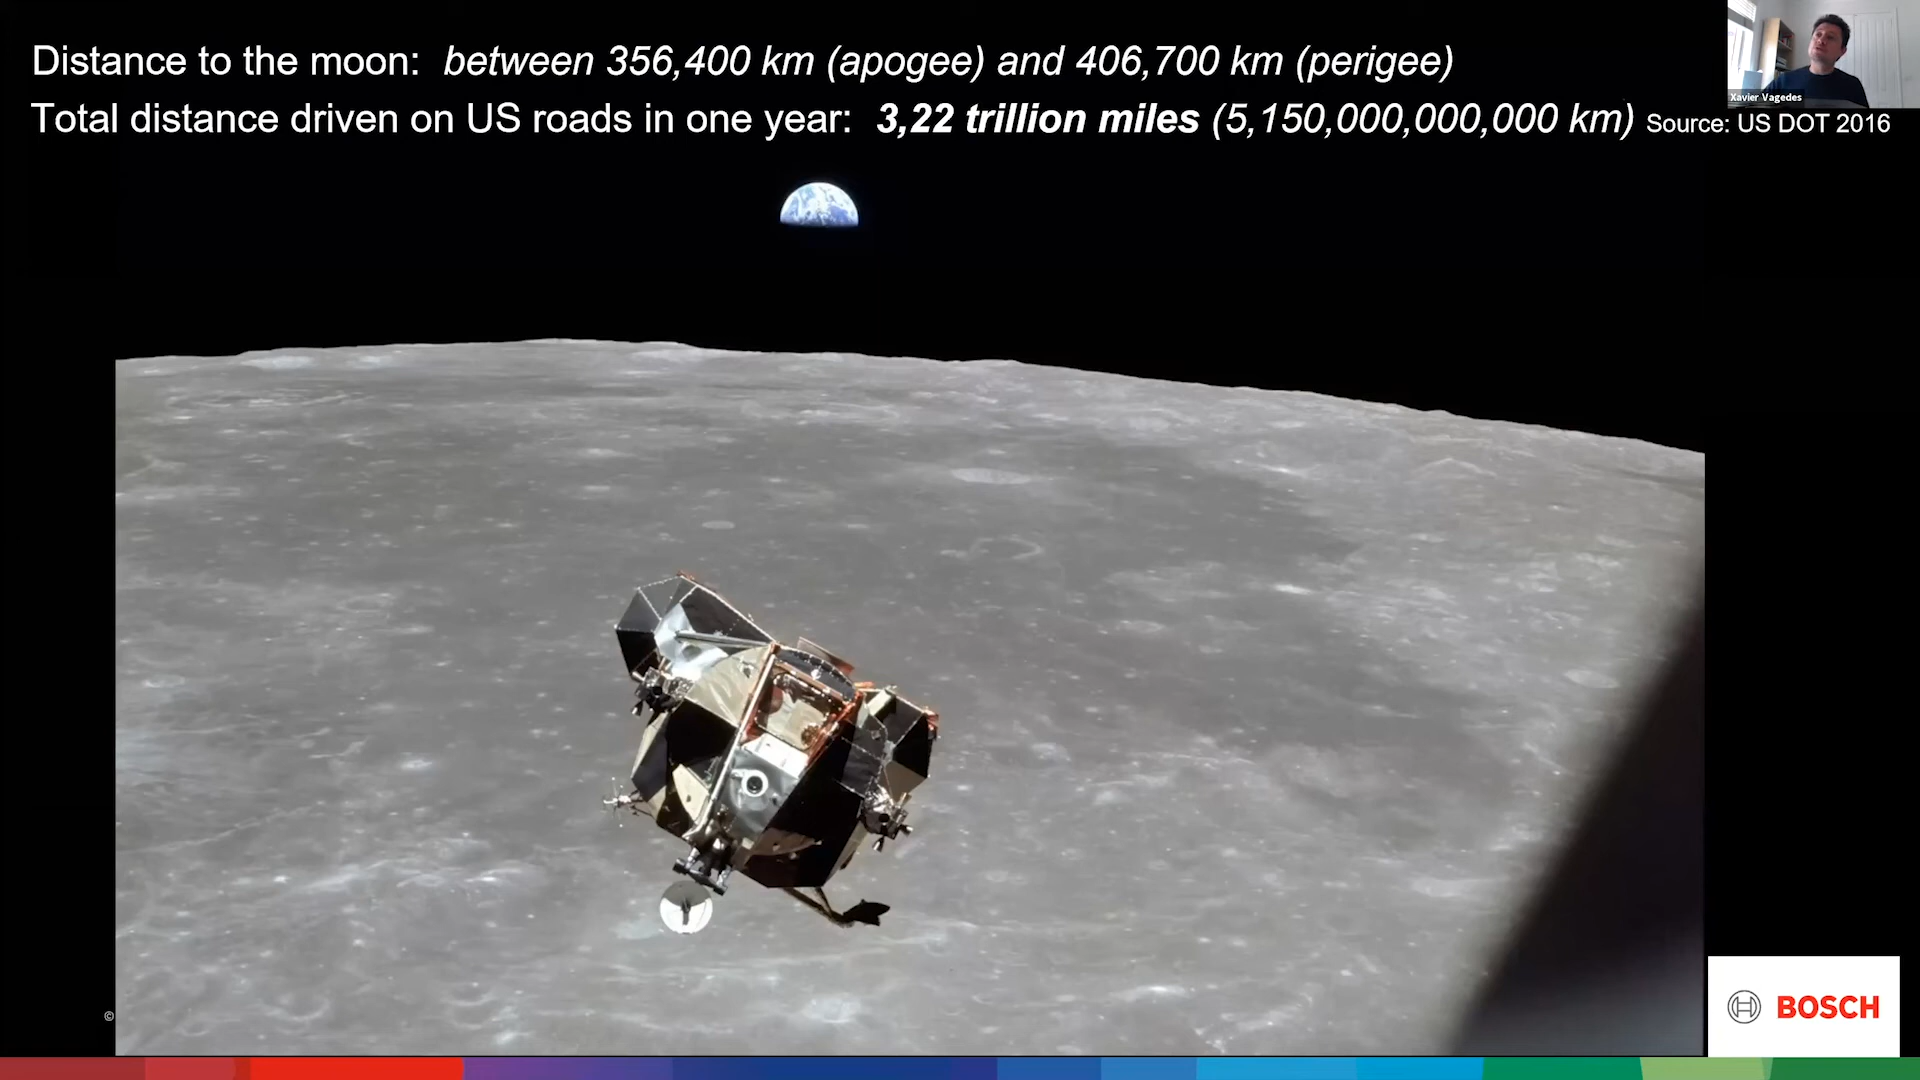 Distance to the moon: between 356,400 km (apogee) and 406,700 km (perigee)
Total distance driven on US roads in one year: 3,22 trillion miles (5,150,000,000,000 km) Source: US DOT 2016
Xavier Vagedes
©
BOSCH